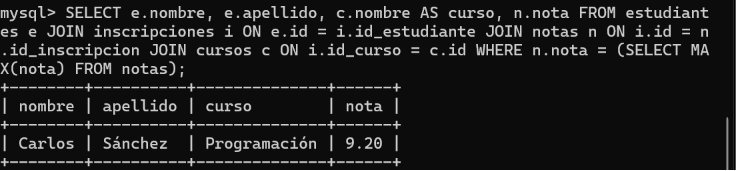 mysql> SELECT e.nombre, e.apellido, c.nombre AS curso, n.nota FROM estudiant
es e JOIN inscripciones i ON e.id = i.id_estudiante JOIN notas n ON i.id = n
.id_inscripcion JOIN cursos c ON i.id_curso = c.id WHERE n.nota = (SELECT MA
X(nota) FROM notas);
+--------+----------+--------------+------+
| nombre | apellido | curso        | nota |
+--------+----------+--------------+------+
| Carlos | Sánchez  | Programación | 9.20 |
+--------+----------+--------------+------+